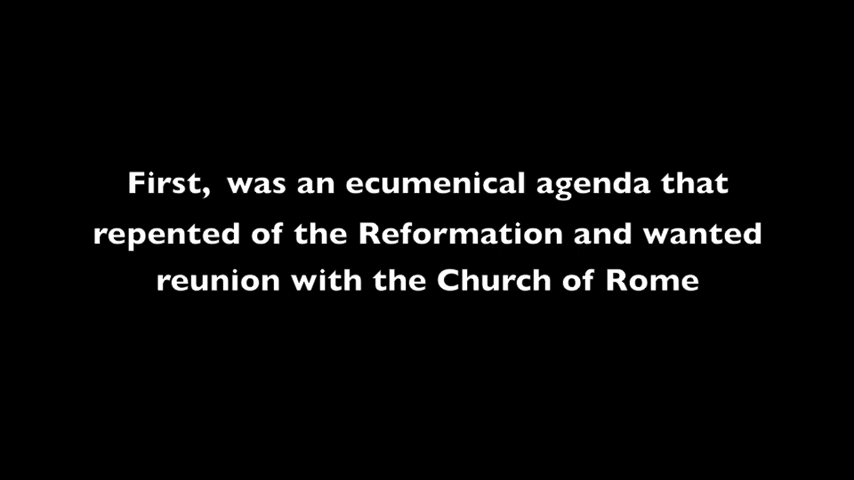 First,  was an ecumenical agenda that
repented of the Reformation and wanted
reunion with the Church of Rome